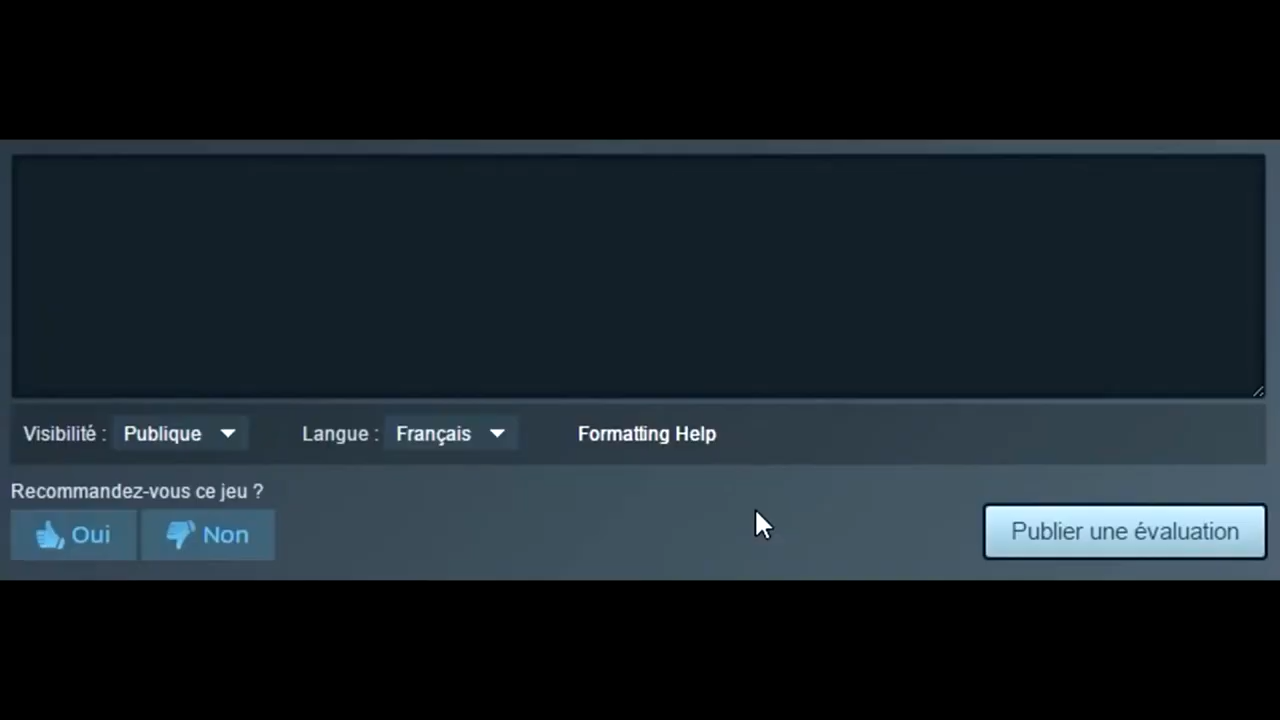 Visibilité : Publique Langue : Français Formatting Help
Recommandez-vous ce jeu ?
Oui Non Publier une évaluation